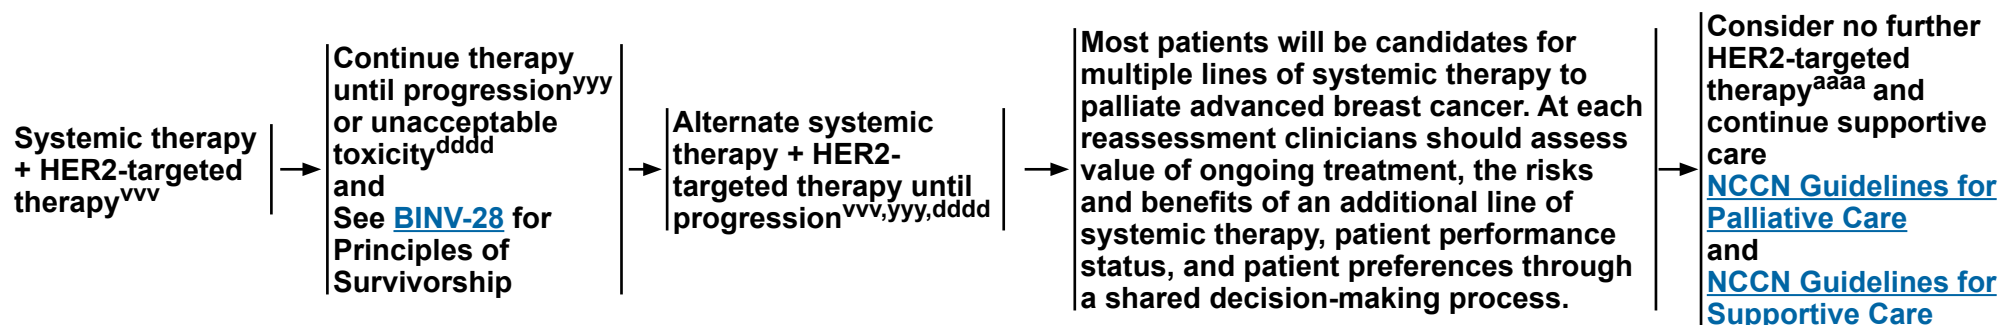 Systemic therapy
+ HER2-targeted
therapyvvv
Continue therapy
until progressionyyy
or unacceptable
toxicitydddd
and
See BINV-28 for
Principles of
Survivorship
Alternate systemic
therapy + HER2-
targeted therapy until
progressionvvv,yyy,dddd
Most patients will be candidates for
multiple lines of systemic therapy to
palliate advanced breast cancer. At each
reassessment clinicians should assess
value of ongoing treatment, the risks
and benefits of an additional line of
systemic therapy, patient performance
status, and patient preferences through
a shared decision-making process.
Consider no further
HER2-targeted
therapyaaaa and
continue supportive
care
NCCN Guidelines for
Palliative Care
and
NCCN Guidelines for
Supportive Care